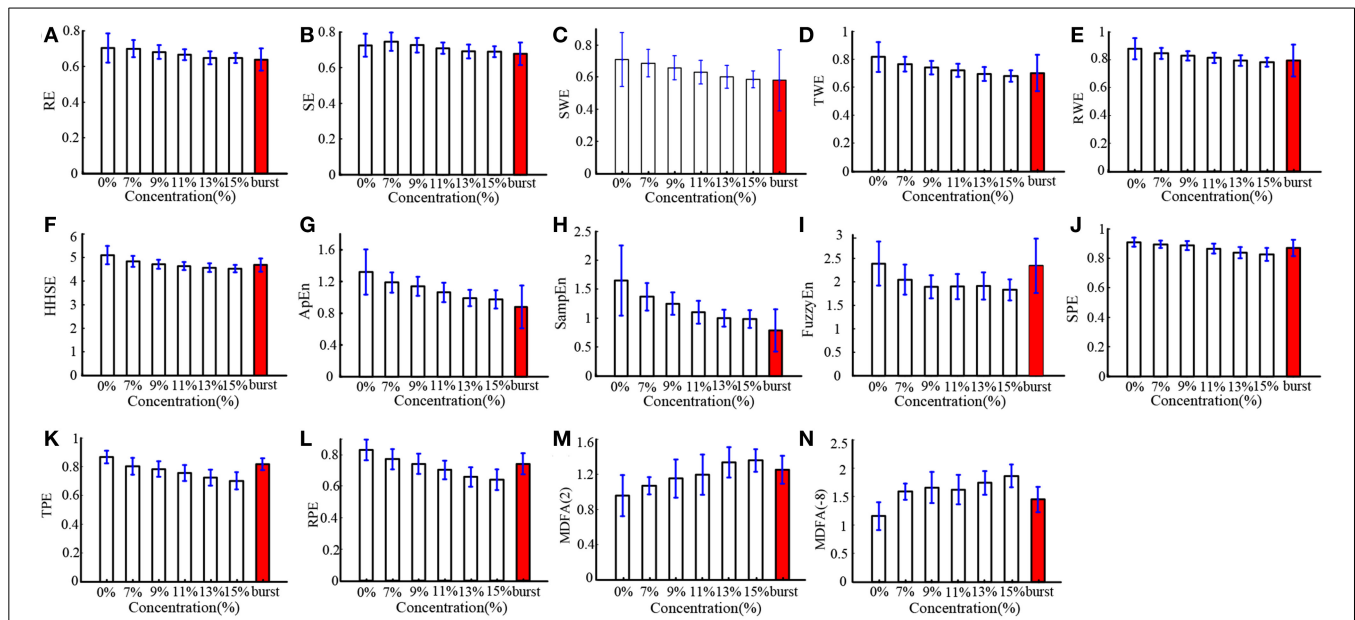 A
RE
0.8
0.6
0.4
0.2
0
0% 7% 9% 11% 13% 15% burst
Concentration(%)
B
SE
0.8
0.6
0.4
0.2
0
0% 7% 9% 11% 13% 15% burst
Concentration(%)
C
SWE
0.8
0.6
0.4
0.2
0
0% 7% 9% 11% 13% 15% burst
Concentration(%)
D
TWE
0.8
0.6
0.4
0.2
0
0% 7% 9% 11% 13% 15% burst
Concentration(%)
E
RWE
1
0.8
0.6
0.4
0.2
0
0% 7% 9% 11% 13% 15% burst
Concentration(%)
F
HHSE
6
5
4
3
2
1
0
0% 7% 9% 11% 13% 15% burst
Concentration(%)
G
ApEn
1.6
1.2
0.8
0.4
0
0% 7% 9% 11% 13% 15% burst
Concentration(%)
H
SampEn
2.5
2
1.5
1
0.5
0
0% 7% 9% 11% 13% 15% burst
Concentration(%)
I
FuzzyEn
3
2.5
2
1.5
1
0.5
0
0% 7% 9% 11% 13% 15% burst
Concentration(%)
J
SPE
1
0.8
0.6
0.4
0.2
0
0% 7% 9% 11% 13% 15% burst
Concentration(%)
K
TPE
1
0.8
0.6
0.4
0.2
0
0% 7% 9% 11% 13% 15% burst
Concentration(%)
L
RPE
0.8
0.6
0.4
0.2
0
0% 7% 9% 11% 13% 15% burst
Concentration(%)
M
MDFA(2)
1.6
1.2
0.8
0.4
0
0% 7% 9% 11% 13% 15% burst
Concentration(%)
N
MDFA(-8)
2.5
2
1.5
1
0.5
0
0% 7% 9% 11% 13% 15% burst
Concentration(%)